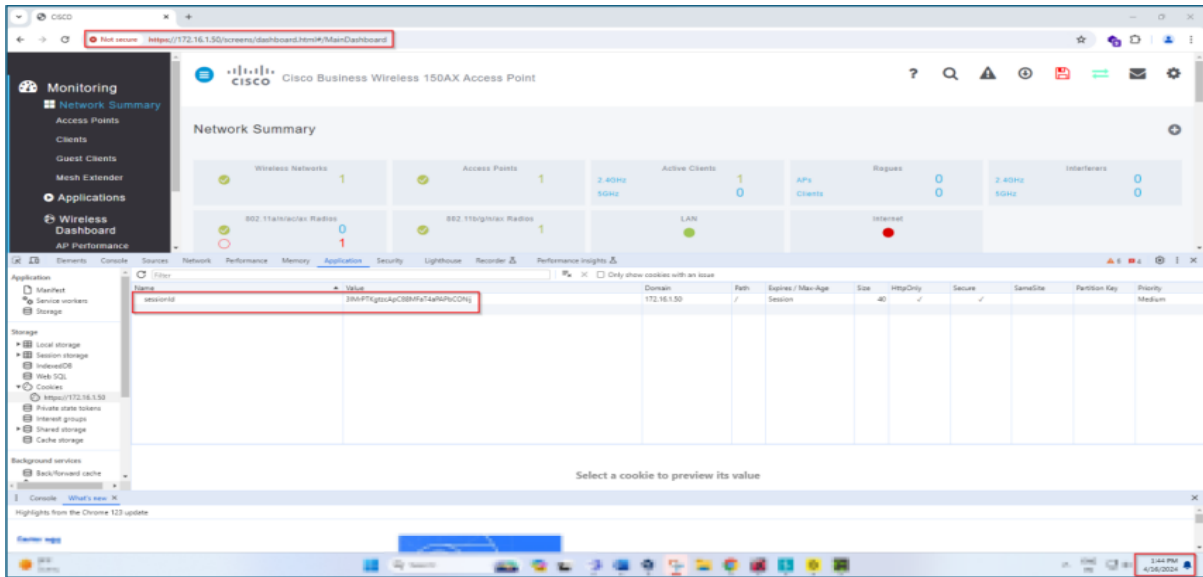 CISCO
Not secure https://172.16.1.50/screens/dashboard.html#/MainDashboard
Monitoring
Network Summary
Access Points
Clients
Guest Clients
Mesh Extender
Applications
Wireless Dashboard
AP Performance
CISCO Cisco Business Wireless 150AX Access Point
Network Summary
Wireless Networks
1
Access Points
1
Active Clients
2.4GHz 1
5GHz 0
Rogues
APs 0
Clients 0
Interferers
2.4GHz 0
5GHz 0
802.11a/n/ac/ax Radios
0
1
802.11b/g/n/ax Radios
1
LAN
Internet
Elements Console Sources Network Performance Memory Application Security Lighthouse Recorder Performance insights
Application
Manifest
Service workers
Storage
Storage
Local storage
Session storage
IndexedDB
Web SQL
Cookies
https://172.16.1.50
Private state tokens
Interest groups
Shared storage
Cache storage
Background services
Back/forward cache
Filter Only show cookies with an issue
Name Value Domain Path Expires / Max-Age Size HttpOnly Secure SameSite Partition Key Priority
sessionId 172.16.1.50 / Session 40 ✓ ✓ Medium
Select a cookie to preview its value
Console What's new
Highlights from the Chrome 123 update
Search
4/16/2024